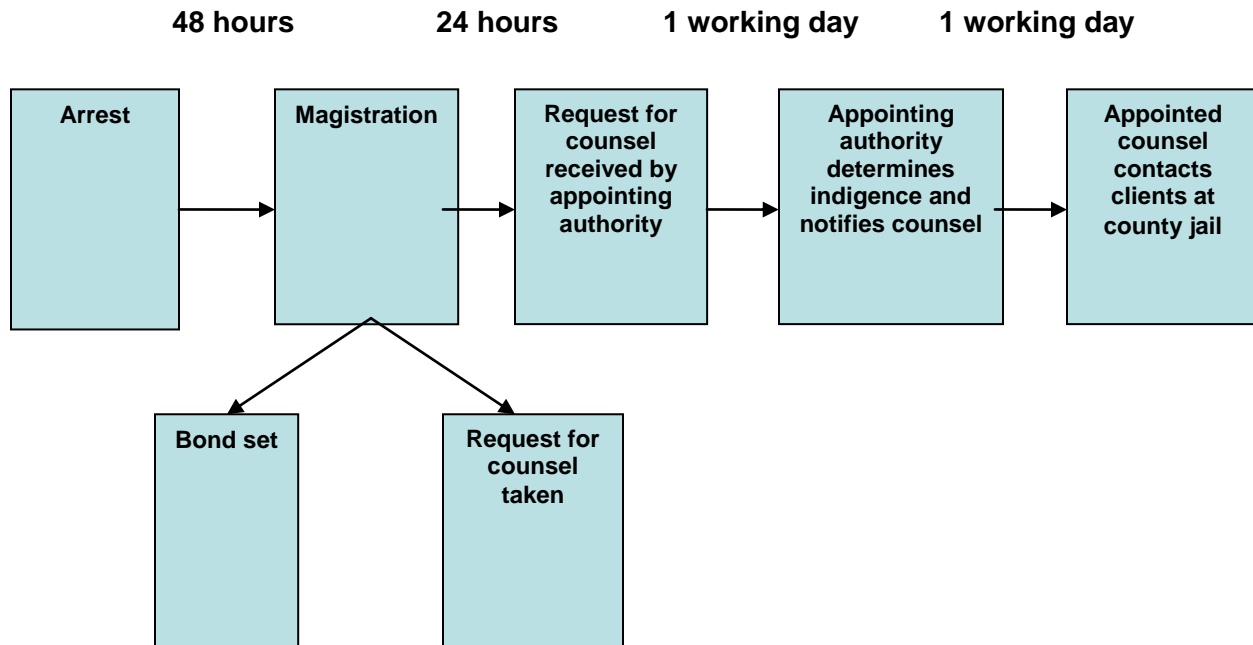 48 hours 24 hours 1 working day 1 working day
Arrest
Magistration
Request for
counsel
received by
appointing
authority
Appointing
authority
determines
indigence and
notifies counsel
Appointed
counsel
contacts
clients at
county jail
Bond set
Request for
counsel
taken